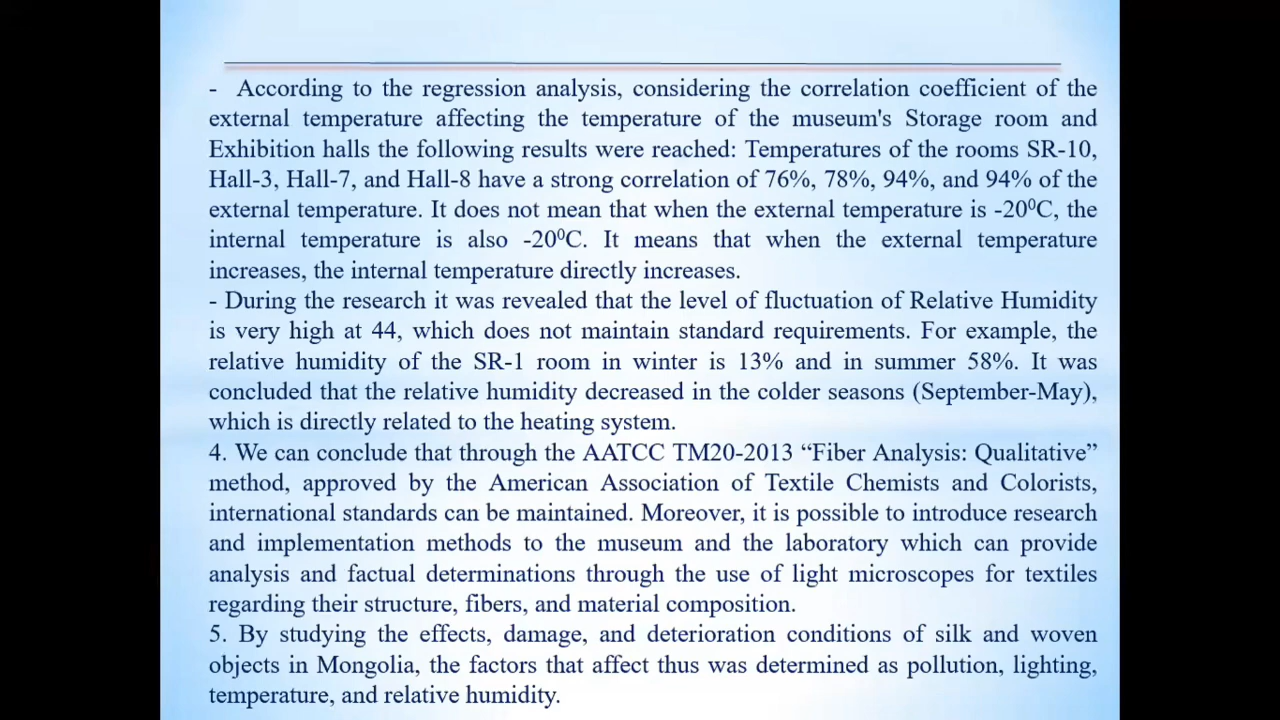 - According to the regression analysis, considering the correlation coefficient of the
external temperature affecting the temperature of the museum's Storage room and
Exhibition halls the following results were reached: Temperatures of the rooms SR-10,
Hall-3, Hall-7, and Hall-8 have a strong correlation of 76%, 78%, 94%, and 94% of the
external temperature. It does not mean that when the external temperature is -20⁰C, the
internal temperature is also -20⁰C. It means that when the external temperature
increases, the internal temperature directly increases.
- During the research it was revealed that the level of fluctuation of Relative Humidity
is very high at 44, which does not maintain standard requirements. For example, the
relative humidity of the SR-1 room in winter is 13% and in summer 58%. It was
concluded that the relative humidity decreased in the colder seasons (September-May),
which is directly related to the heating system.
4. We can conclude that through the AATCC TM20-2013 “Fiber Analysis: Qualitative”
method, approved by the American Association of Textile Chemists and Colorists,
international standards can be maintained. Moreover, it is possible to introduce research
and implementation methods to the museum and the laboratory which can provide
analysis and factual determinations through the use of light microscopes for textiles
regarding their structure, fibers, and material composition.
5. By studying the effects, damage, and deterioration conditions of silk and woven
objects in Mongolia, the factors that affect thus was determined as pollution, lighting,
temperature, and relative humidity.